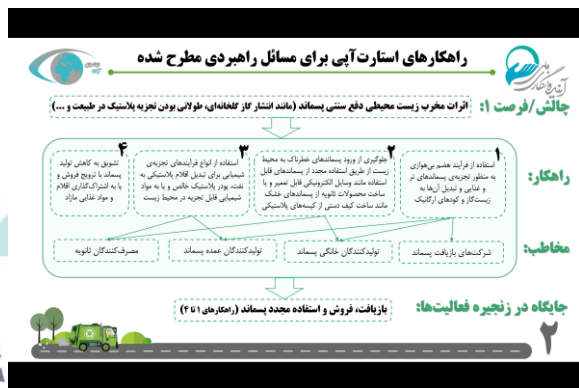 راهکارهای استارت‌آپی برای مسائل راهبردی مطرح شده
چالش/فرصت ۱:
اثرات مخرب زیست محیطی دفع سنتی پسماند (مانند انتشار گاز گلخانه‌ای، طولانی بودن تجزیه پلاستیک در طبیعت و ...)
راهکار:
۱
استفاده از فرآیند هضم بی‌هوازی
به منظور تجزیه‌ی پسماندهای تر
و غذایی و تبدیل آن‌ها به
زیست‌گاز و کودهای ارگانیک
۲
جلوگیری از ورود پسماندهای خطرناک به محیط
زیست از طریق استفاده مجدد از پسماندهای قابل
استفاده مانند وسایل الکترونیکی قابل تعمیر و یا
ساخت محصولات ثانویه از پسماندهای خشک
مانند ساخت کیف دستی از کیسه‌های پلاستیکی
۳
استفاده از انواع فرآیندهای تجزیه‌ی
شیمیایی برای تبدیل اقلام پلاستیکی به
نفت، پودر پلاستیک خالص و یا به مواد
شیمیایی قابل تجزیه در محیط زیست
۴
تشویق به کاهش تولید
پسماند با ترویج فروش و
یا به اشتراک‌گذاری اقلام
و مواد غذایی مازاد
مخاطب:
شرکت‌های بازیافت پسماند
تولیدکنندگان خانگی پسماند
تولیدکنندگان عمده پسماند
مصرف‌کنندگان ثانویه
جایگاه در زنجیره فعالیت‌ها:
بازیافت، فروش و استفاده مجدد پسماند (راهکارهای ۱ تا ۴)
۲